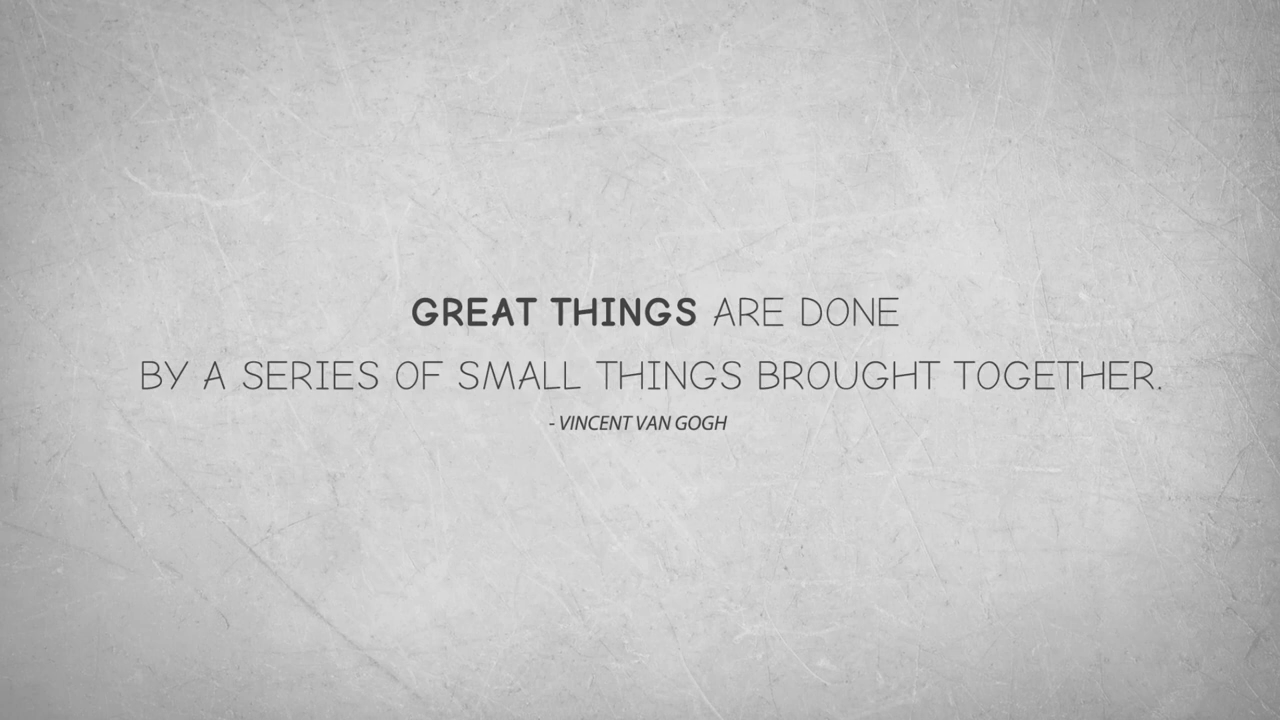 GREAT THINGS ARE DONE
BY A SERIES OF SMALL THINGS BROUGHT TOGETHER.
- VINCENT VAN GOGH